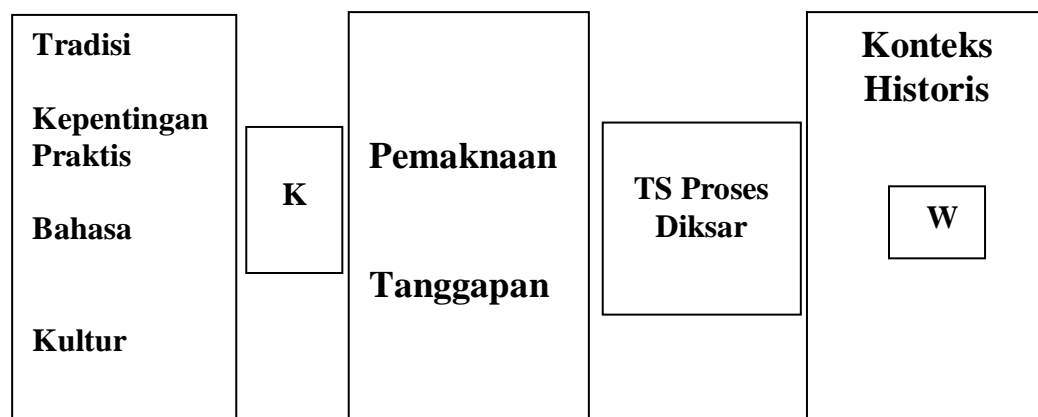 Tradisi
Kepentingan
Praktis
Bahasa
Kultur
K
Pemaknaan
Tanggapan
TS Proses
Diksar
Konteks
Historis
W